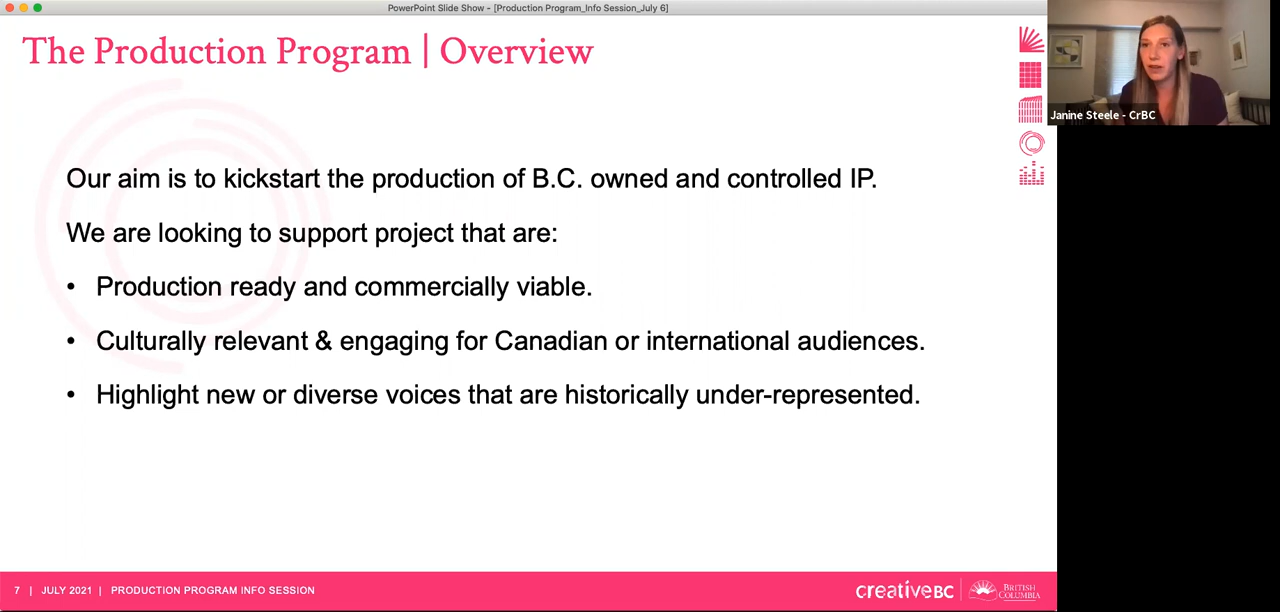 PowerPoint Slide Show - [Production Program_Info Session_July 6]
The Production Program | Overview
Janine Steele - CrBC
Our aim is to kickstart the production of B.C. owned and controlled IP.
We are looking to support project that are:
• Production ready and commercially viable.
• Culturally relevant & engaging for Canadian or international audiences.
• Highlight new or diverse voices that are historically under-represented.
7 | JULY 2021 | PRODUCTION PROGRAM INFO SESSION
creativeBC
BRITISH
COLUMBIA